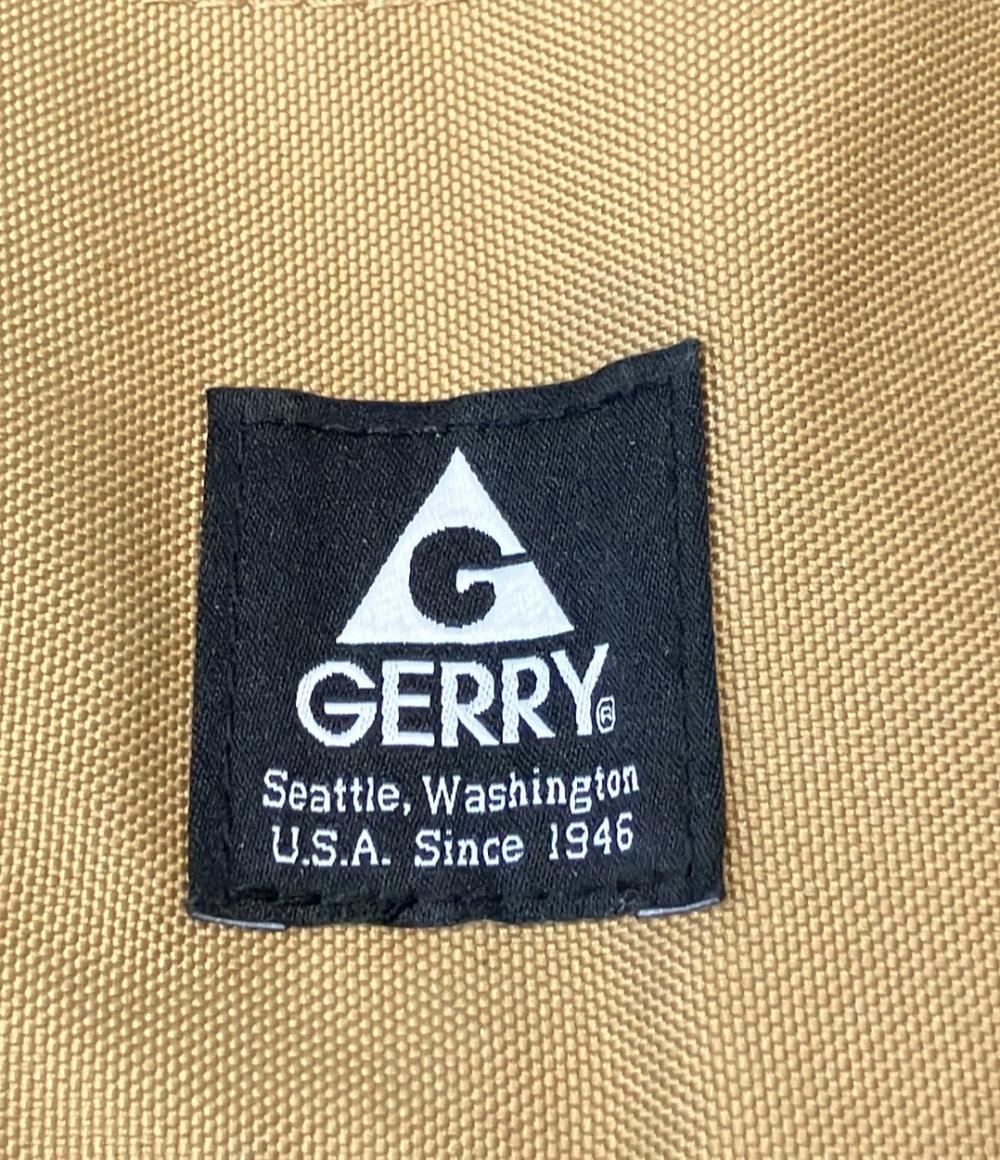 G
GERRY®
Seattle, Washington
U.S.A. Since 1946